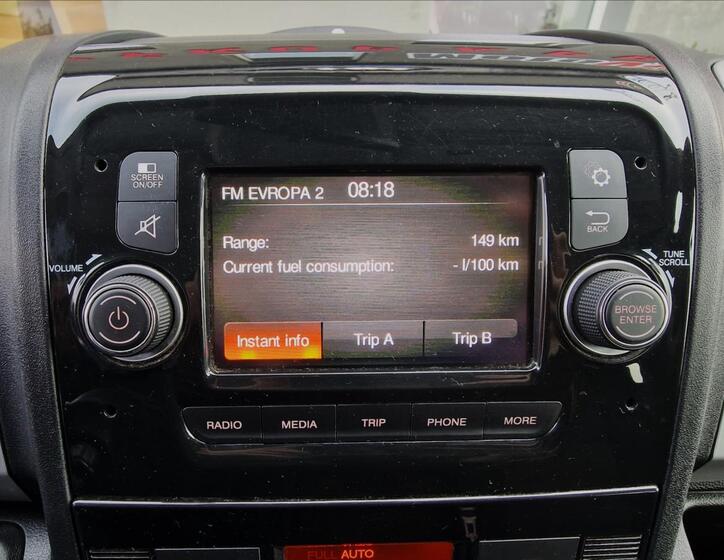 SCREEN
ON/OFF
FM EVROPA 2 08:18
BACK
Range: 149 km
Current fuel consumption: - l/100 km
VOLUME
TUNE
SCROLL
BROWSE
ENTER
Instant info Trip A Trip B
RADIO MEDIA TRIP PHONE MORE
FULL AUTO